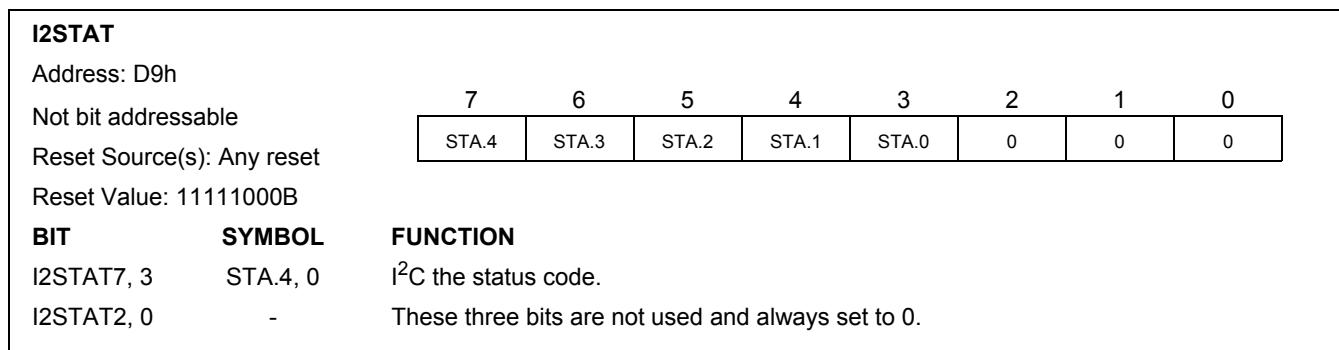 I2STAT
Address: D9h
Not bit addressable
Reset Source(s): Any reset
Reset Value: 11111000B
7 6 5 4 3 2 1 0
STA.4 STA.3 STA.2 STA.1 STA.0 0 0 0
BIT SYMBOL FUNCTION
I2STAT7, 3 STA.4, 0 I²C the status code.
I2STAT2, 0 - These three bits are not used and always set to 0.